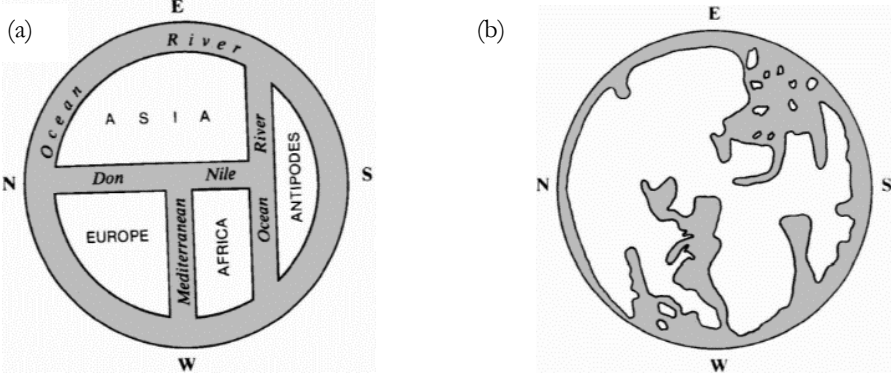 (a)
E
Ocean River
A S I A
River
N
Don
Nile
S
ANTIPODES
EUROPE
Mediterranean
AFRICA
Ocean
W
(b)
E
N
S
W